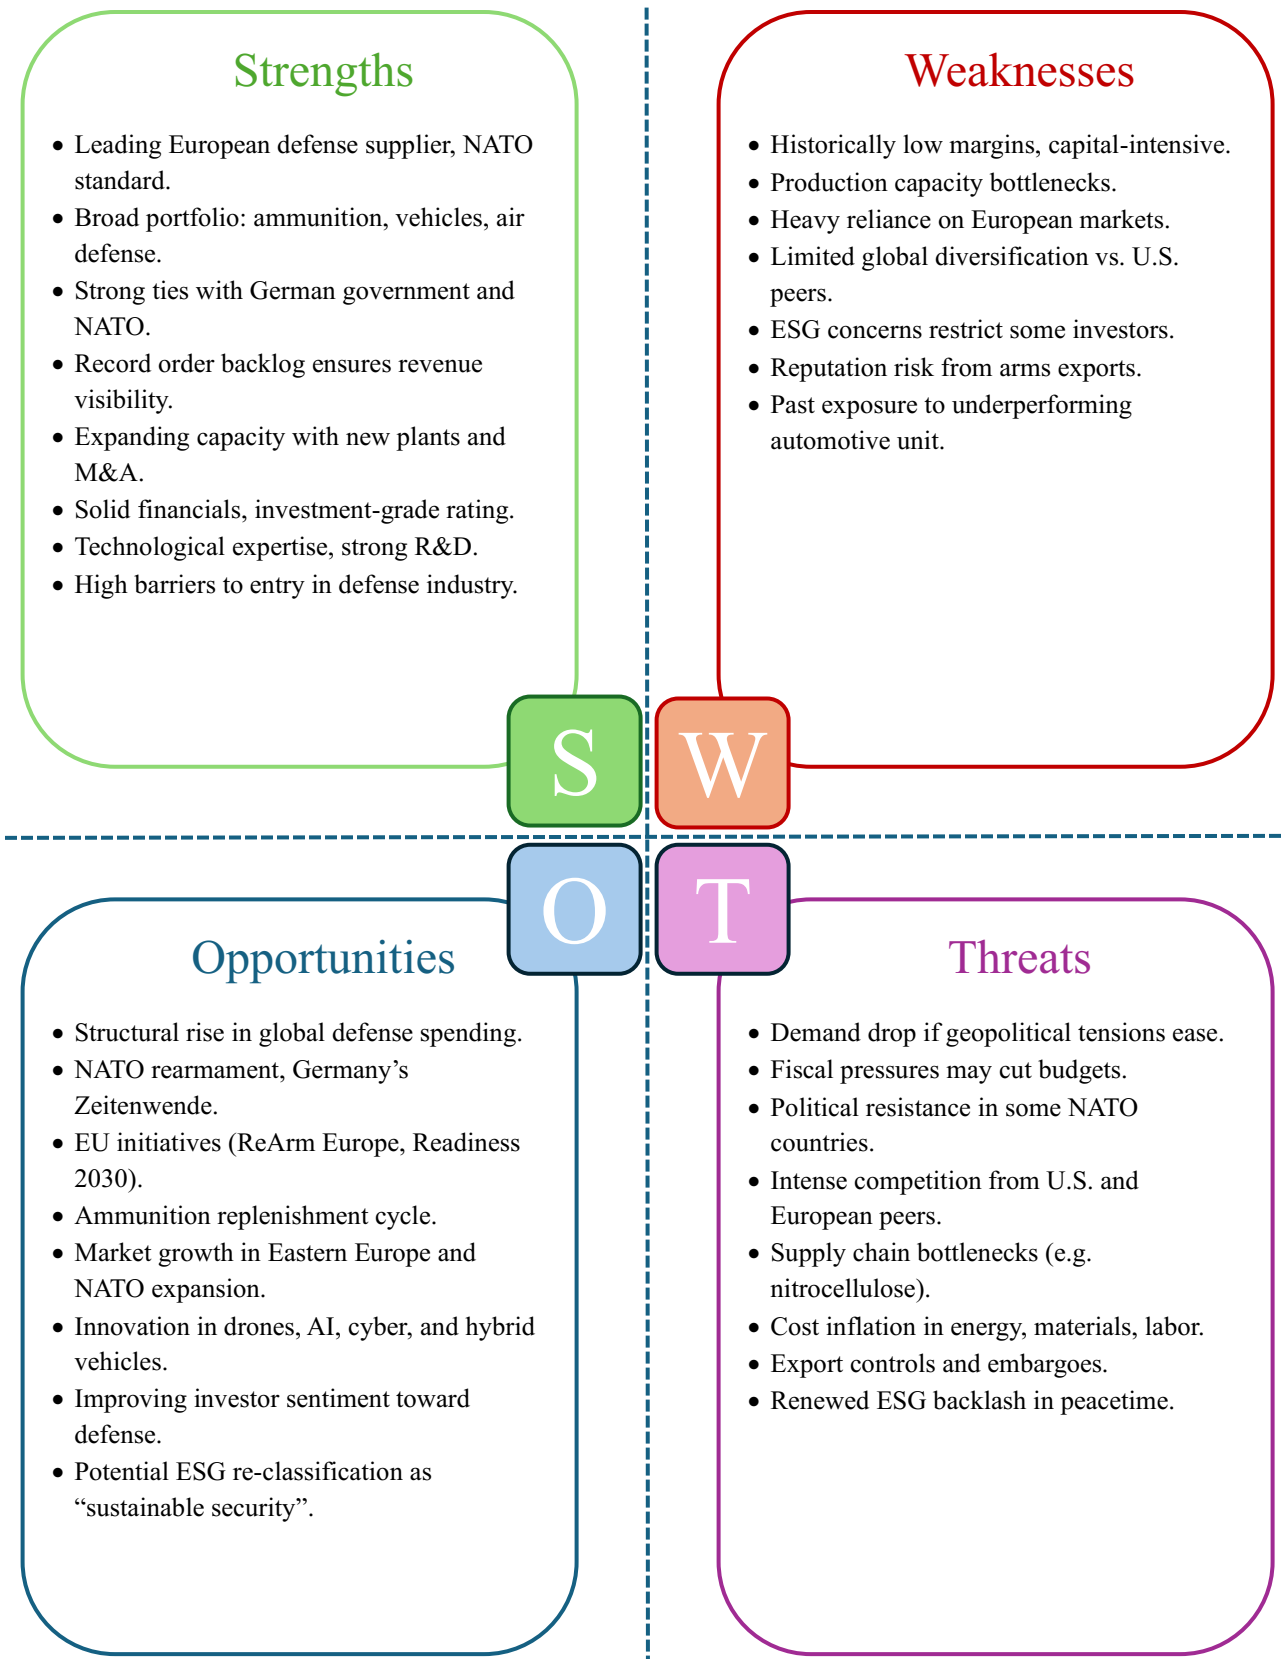 Strengths
• Leading European defense supplier, NATO
standard.
• Broad portfolio: ammunition, vehicles, air
defense.
• Strong ties with German government and
NATO.
• Record order backlog ensures revenue
visibility.
• Expanding capacity with new plants and
M&A.
• Solid financials, investment-grade rating.
• Technological expertise, strong R&D.
• High barriers to entry in defense industry.
Weaknesses
• Historically low margins, capital-intensive.
• Production capacity bottlenecks.
• Heavy reliance on European markets.
• Limited global diversification vs. U.S.
peers.
• ESG concerns restrict some investors.
• Reputation risk from arms exports.
• Past exposure to underperforming
automotive unit.
S
W
O
T
Opportunities
• Structural rise in global defense spending.
• NATO rearmament, Germany’s
Zeitenwende.
• EU initiatives (ReArm Europe, Readiness
2030).
• Ammunition replenishment cycle.
• Market growth in Eastern Europe and
NATO expansion.
• Innovation in drones, AI, cyber, and hybrid
vehicles.
• Improving investor sentiment toward
defense.
• Potential ESG re-classification as
“sustainable security”.
Threats
• Demand drop if geopolitical tensions ease.
• Fiscal pressures may cut budgets.
• Political resistance in some NATO
countries.
• Intense competition from U.S. and
European peers.
• Supply chain bottlenecks (e.g.
nitrocellulose).
• Cost inflation in energy, materials, labor.
• Export controls and embargoes.
• Renewed ESG backlash in peacetime.